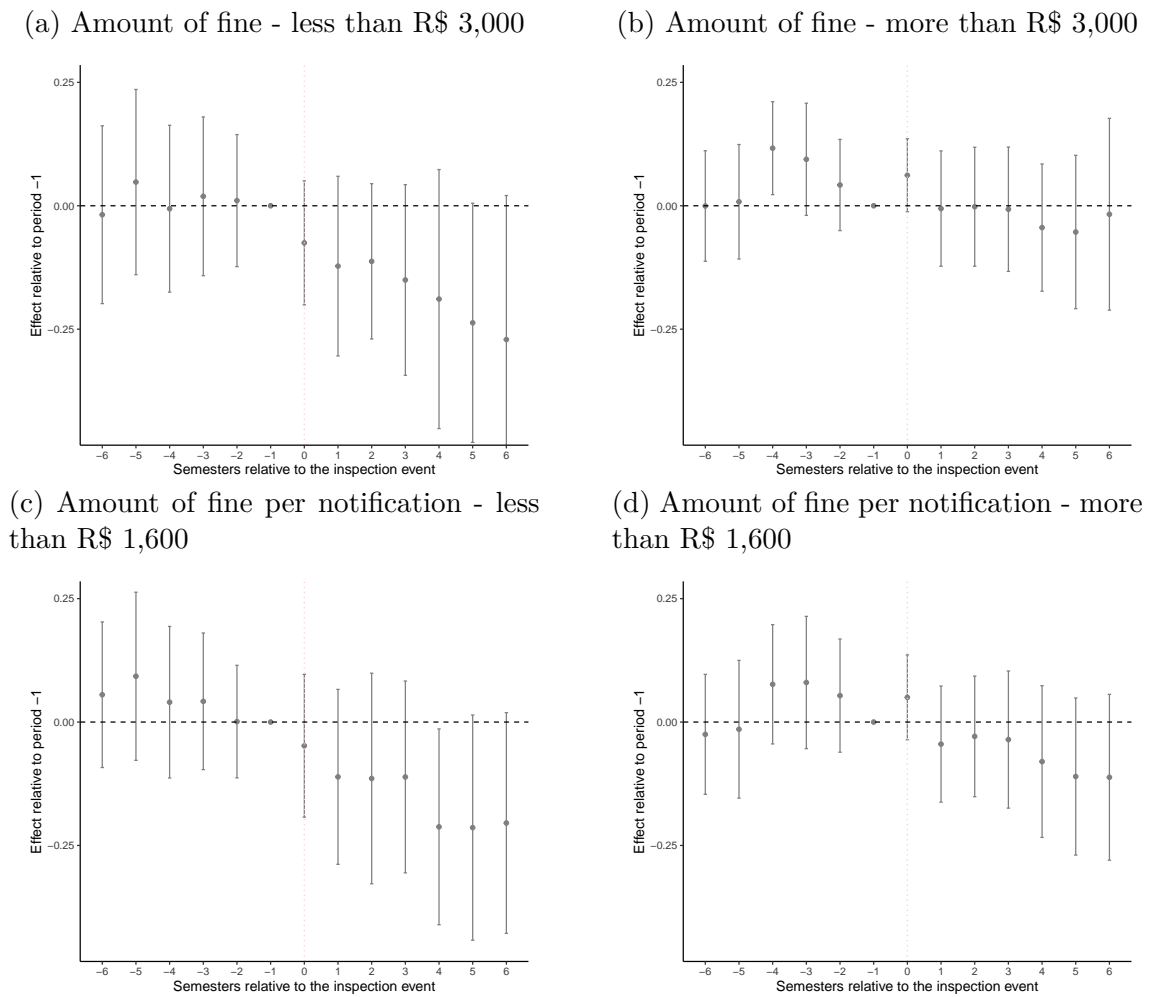 (a) Amount of fine - less than R$ 3,000
0.25
0.00
−0.25
Effect relative to period −1
−6 −5 −4 −3 −2 −1 0 1 2 3 4 5 6
Semesters relative to the inspection event
(b) Amount of fine - more than R$ 3,000
0.25
0.00
−0.25
Effect relative to period −1
−6 −5 −4 −3 −2 −1 0 1 2 3 4 5 6
Semesters relative to the inspection event
(c) Amount of fine per notification - less
than R$ 1,600
0.25
0.00
−0.25
Effect relative to period −1
−6 −5 −4 −3 −2 −1 0 1 2 3 4 5 6
Semesters relative to the inspection event
(d) Amount of fine per notification - more
than R$ 1,600
0.25
0.00
−0.25
Effect relative to period −1
−6 −5 −4 −3 −2 −1 0 1 2 3 4 5 6
Semesters relative to the inspection event